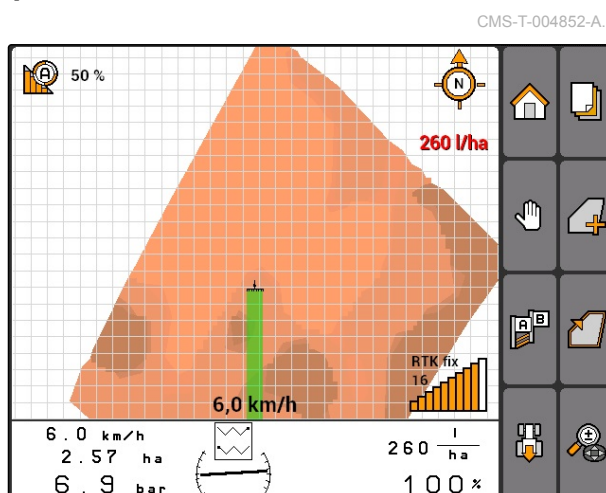 CMS-T-004852-A.
A 50 %
N
260 l/ha
A B
RTK fix
16
6,0 km/h
6.0 km/h
260 l/ha
2.57 ha
6.9 bar
100%